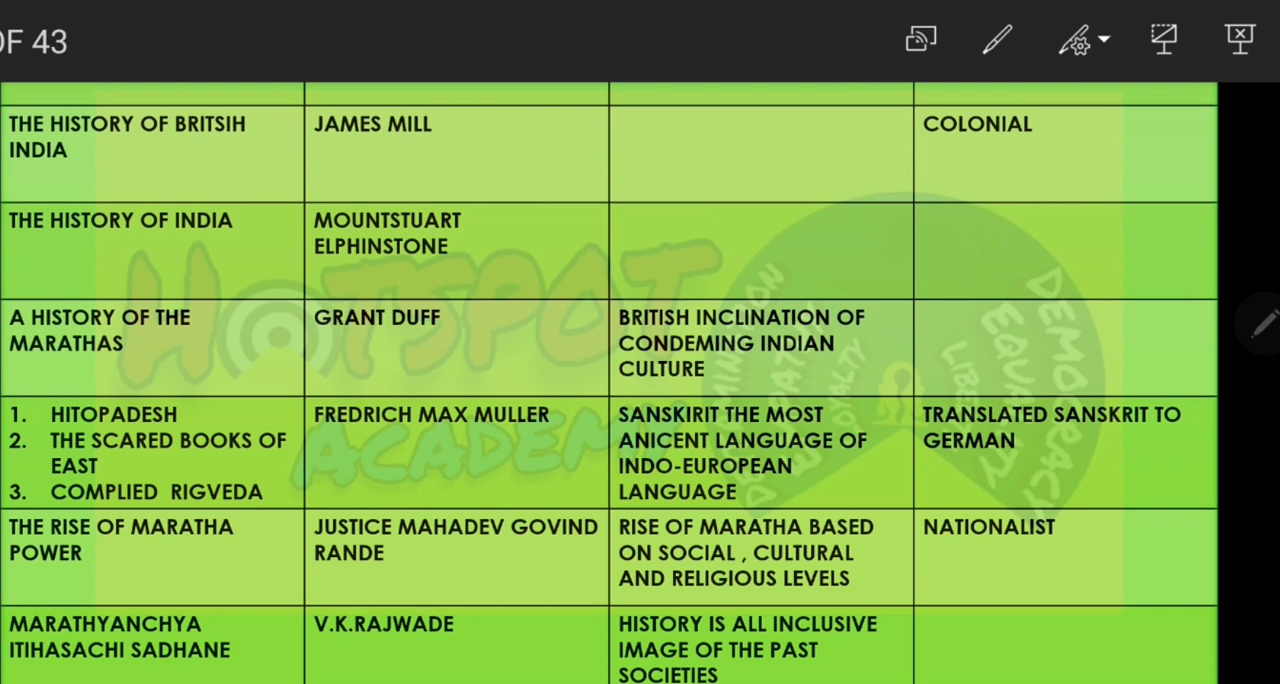 OF 43
THE HISTORY OF BRITSIH
INDIA
JAMES MILL
COLONIAL
THE HISTORY OF INDIA
MOUNTSTUART
ELPHINSTONE
A HISTORY OF THE
MARATHAS
GRANT DUFF
BRITISH INCLINATION OF
CONDEMING INDIAN
CULTURE
1. HITOPADESH
2. THE SCARED BOOKS OF
EAST
3. COMPLIED RIGVEDA
FREDRICH MAX MULLER
SANSKIRIT THE MOST
ANICENT LANGUAGE OF
INDO-EUROPEAN
LANGUAGE
TRANSLATED SANSKRIT TO
GERMAN
THE RISE OF MARATHA
POWER
JUSTICE MAHADEV GOVIND
RANDE
RISE OF MARATHA BASED
ON SOCIAL , CULTURAL
AND RELIGIOUS LEVELS
NATIONALIST
MARATHYANCHYA
ITIHASACHI SADHANE
V.K.RAJWADE
HISTORY IS ALL INCLUSIVE
IMAGE OF THE PAST
SOCIETIES
HOTSPOT
ACADEMY
DEMOCRACY
EQUALITY
LOYALTY